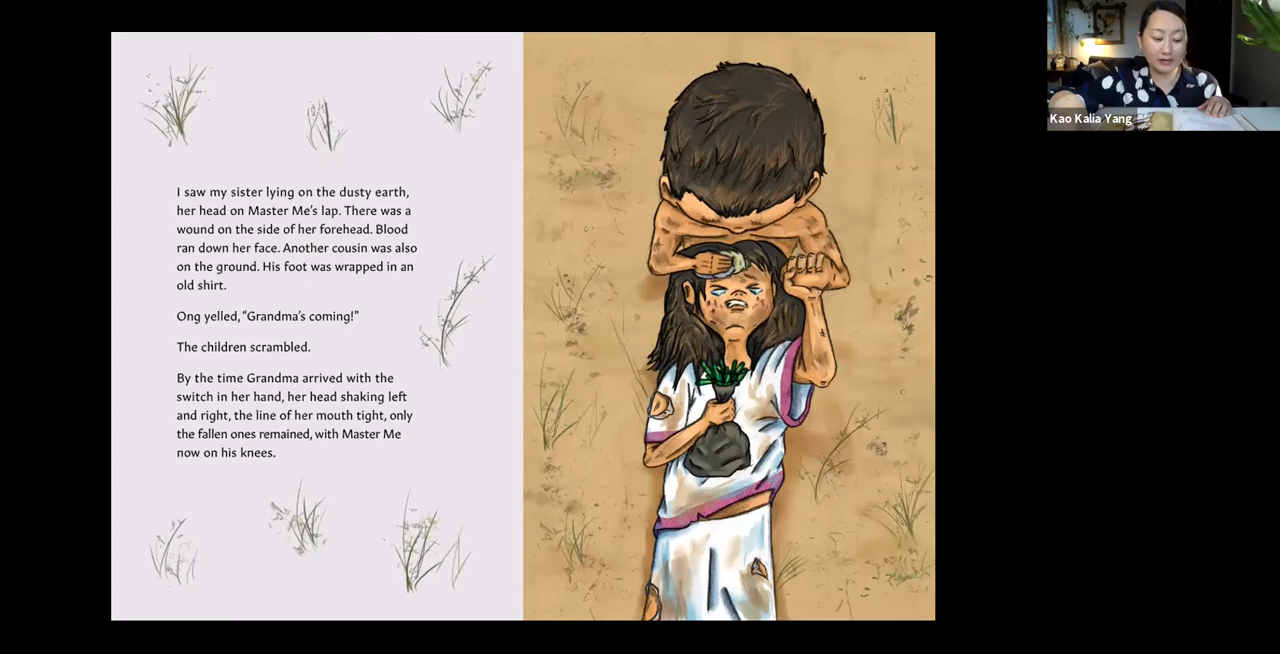 I saw my sister lying on the dusty earth,
her head on Master Me's lap. There was a
wound on the side of her forehead. Blood
ran down her face. Another cousin was also
on the ground. His foot was wrapped in an
old shirt.
Ong yelled, “Grandma's coming!”
The children scrambled.
By the time Grandma arrived with the
switch in her hand, her head shaking left
and right, the line of her mouth tight, only
the fallen ones remained, with Master Me
now on his knees.
Kao Kalia Yang